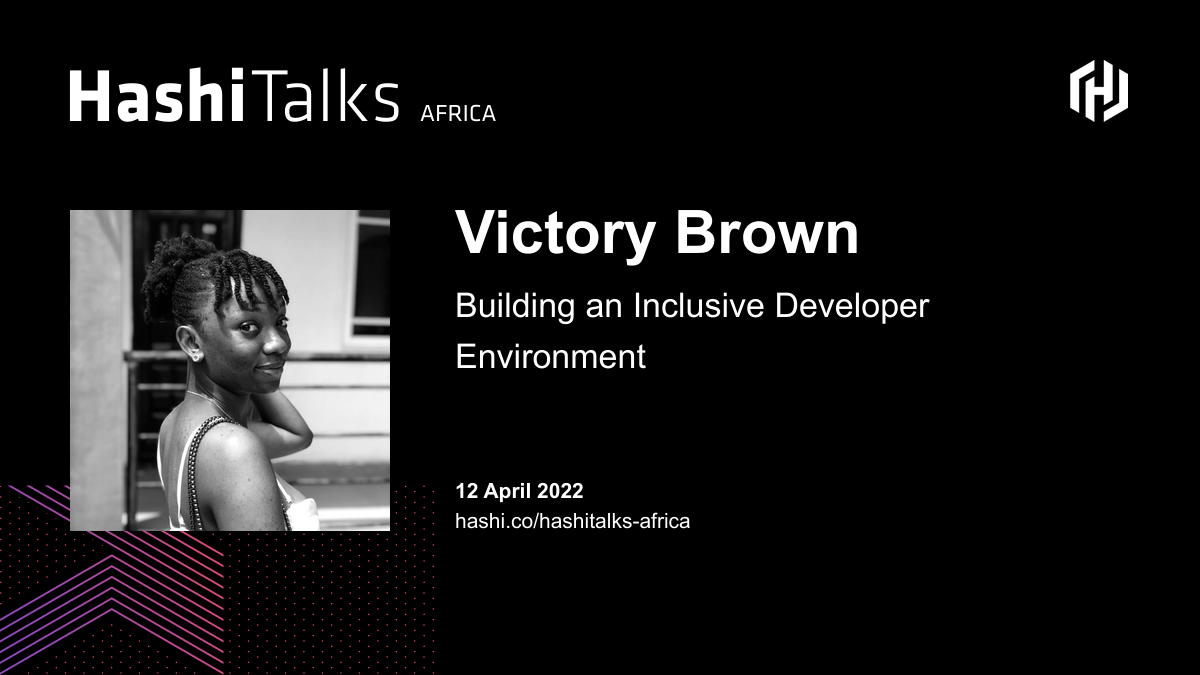 HashiTalks AFRICA
Victory Brown
Building an Inclusive Developer
Environment
12 April 2022
hashi.co/hashitalks-africa